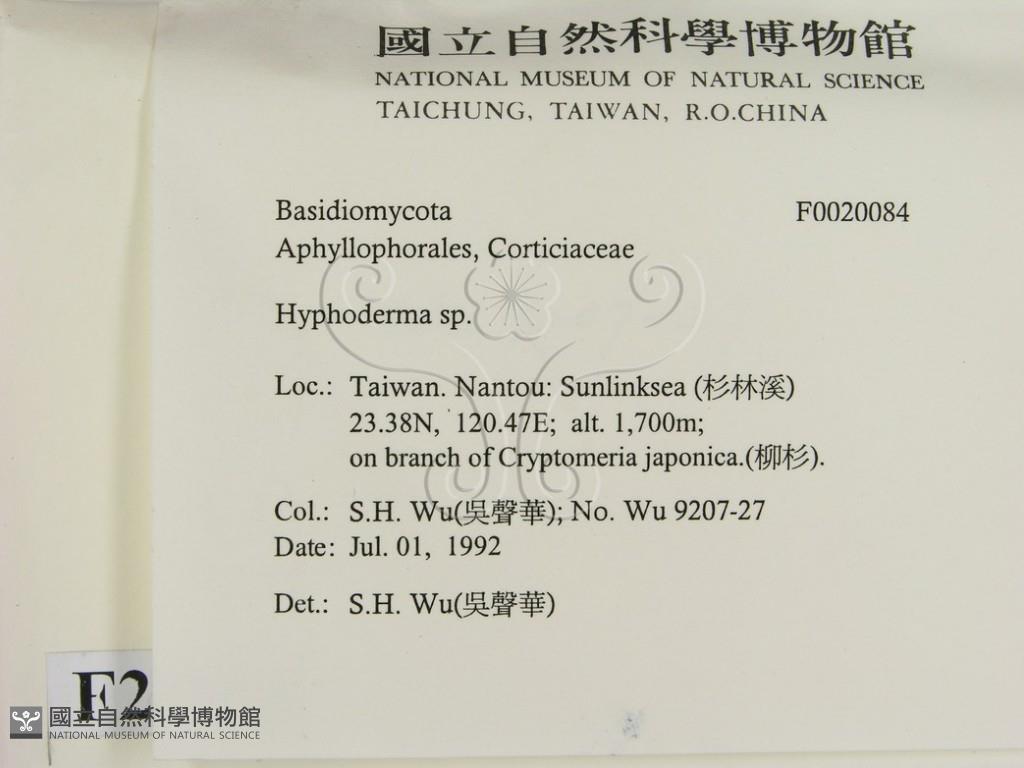 國立自然科學博物館
NATIONAL MUSEUM OF NATURAL SCIENCE
TAICHUNG, TAIWAN, R.O.CHINA
Basidiomycota F0020084
Aphyllophorales, Corticiaceae
Hyphoderma sp.
Loc.: Taiwan. Nantou: Sunlinksea (杉林溪)
23.38N, 120.47E; alt. 1,700m;
on branch of Cryptomeria japonica.(柳杉).
Col.: S.H. Wu(吳聲華); No. Wu 9207-27
Date: Jul. 01, 1992
Det.: S.H. Wu(吳聲華)
F2
國立自然科學博物館
NATIONAL MUSEUM OF NATURAL SCIENCE